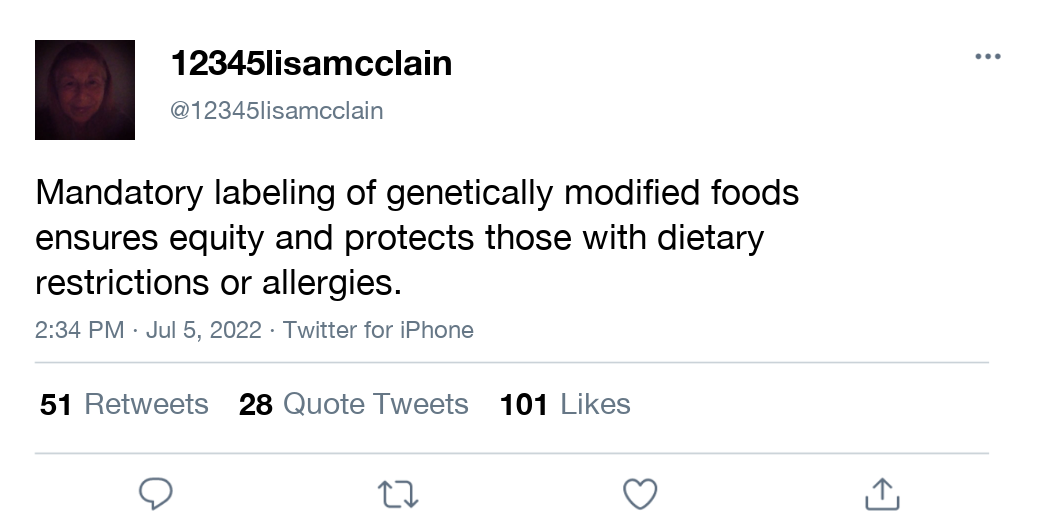 12345lisamcclain
@12345lisamcclain
Mandatory labeling of genetically modified foods
ensures equity and protects those with dietary
restrictions or allergies.
2:34 PM · Jul 5, 2022 · Twitter for iPhone
51 Retweets 28 Quote Tweets 101 Likes